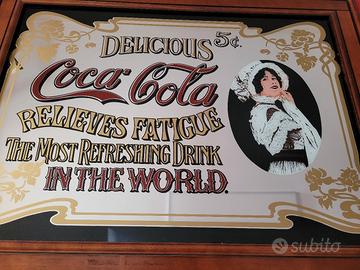 DELICIOUS 5¢.
Coca-Cola
RELIEVES FATIGUE
THE MOST REFRESHING DRINK
IN THE WORLD.
subito